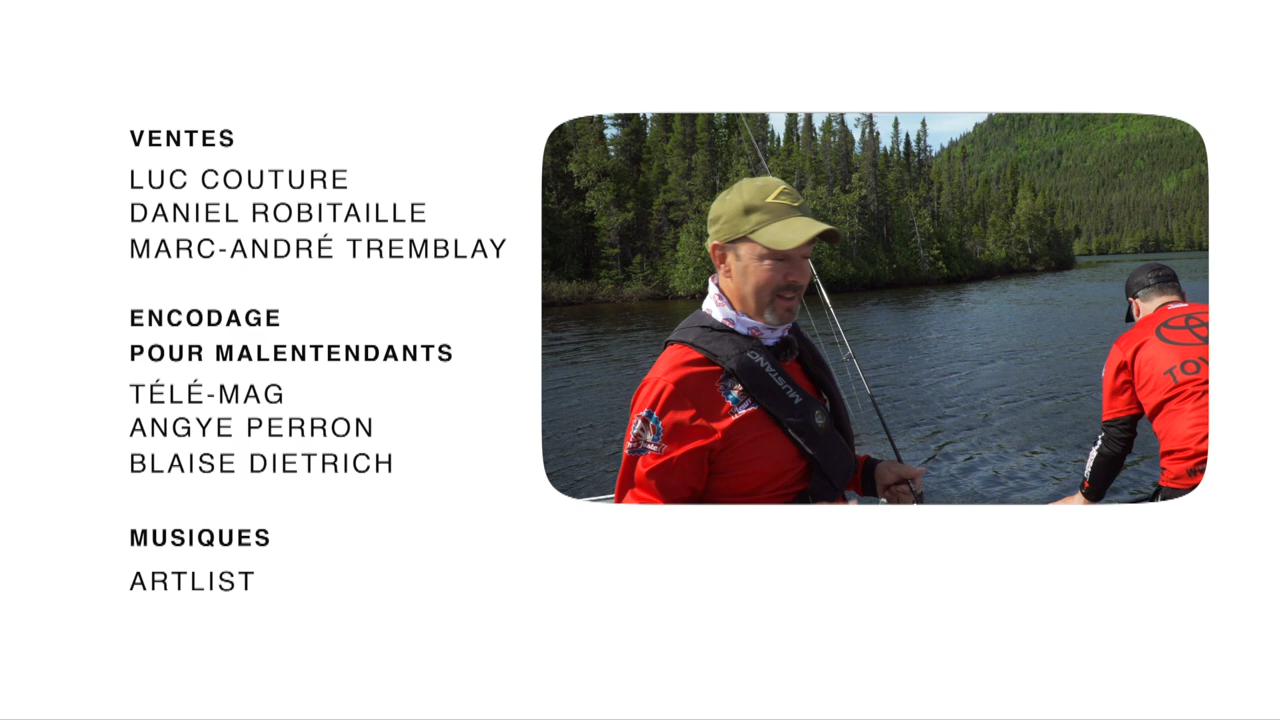 VENTES
LUC COUTURE
DANIEL ROBITAILLE
MARC-ANDRÉ TREMBLAY
ENCODAGE
POUR MALENTENDANTS
TÉLÉ-MAG
ANGYE PERRON
BLAISE DIETRICH
MUSIQUES
ARTLIST
MUSTANG